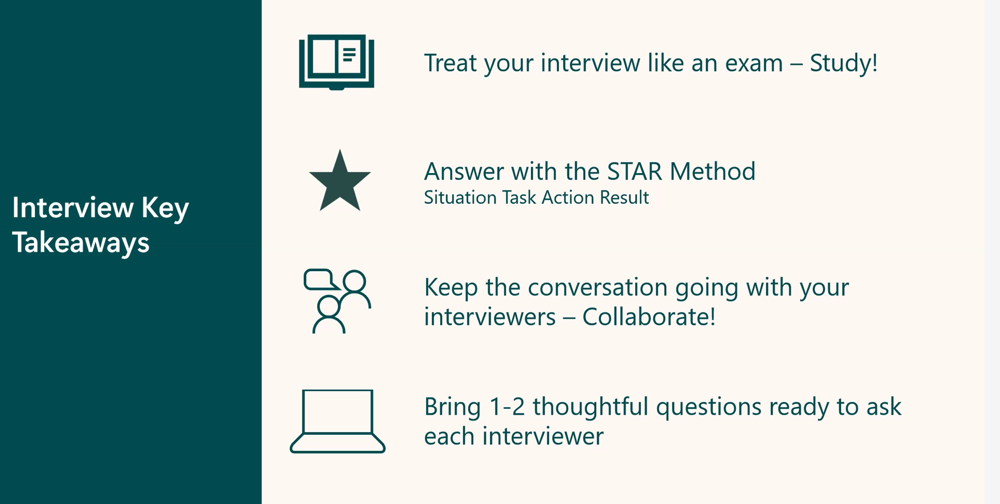 Interview Key
Takeaways
Treat your interview like an exam – Study!
Answer with the STAR Method
Situation Task Action Result
Keep the conversation going with your
interviewers – Collaborate!
Bring 1-2 thoughtful questions ready to ask
each interviewer